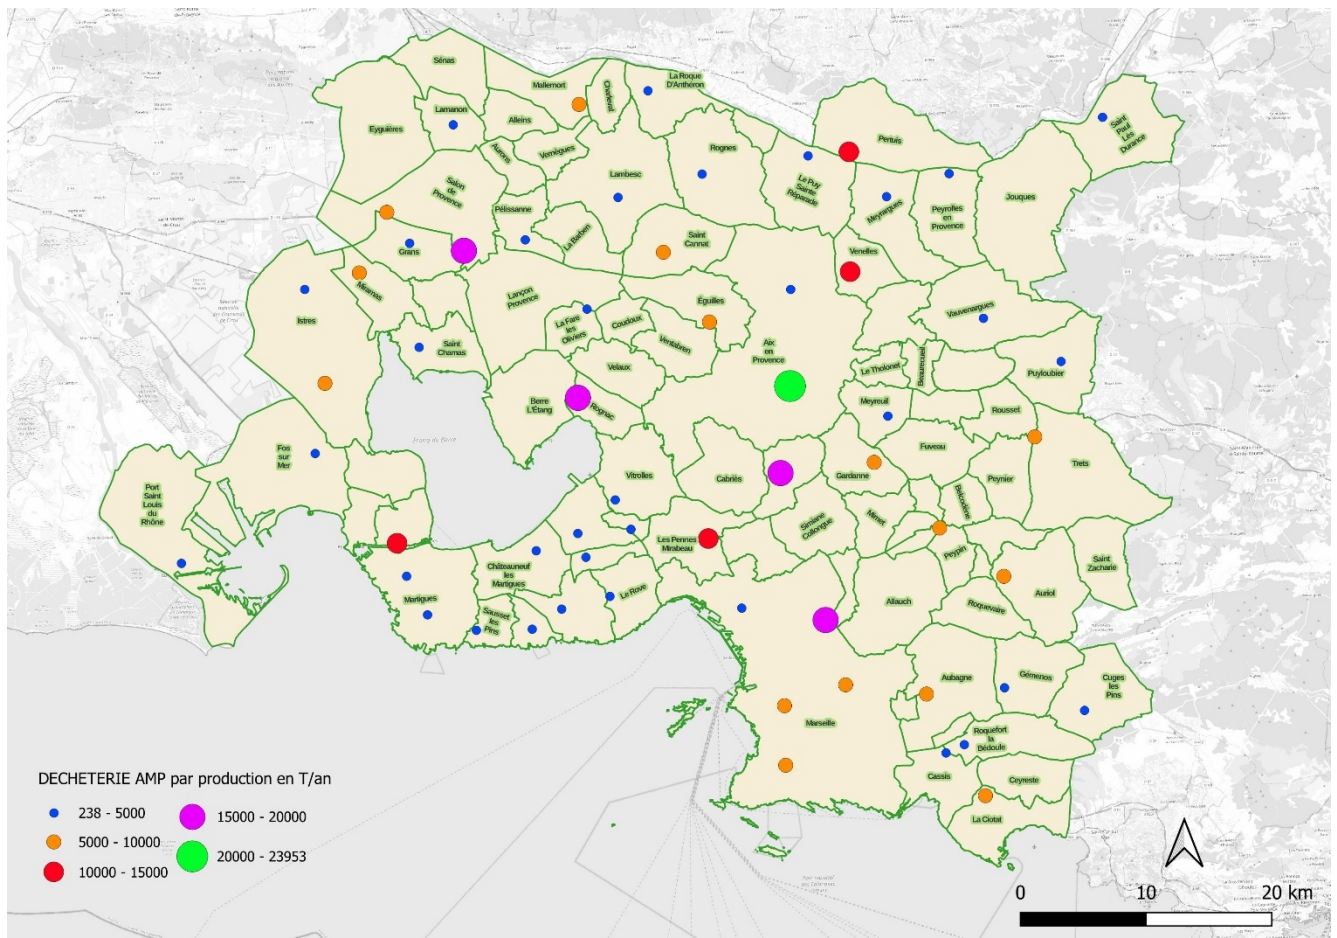 Sénas
Mallemort
Charleval
La Roque
D'Anthéron
Lamanon
Alleins
Eyguières
Aurons
Vernègues
Rognes
Pertuis
Saint
Paul
Lès
Durance
Salon
de
Provence
Lambesc
Le Puy
Sainte
Réparade
Meyrargues
Peyrolles
en
Provence
Jouques
Pélissanne
La Barben
Saint
Cannat
Grans
Venelles
Miramas
Lançon
Provence
Éguilles
Istres
La Fare
les
Oliviers
Coudoux
Ventabren
Vauvenargues
Saint
Chamas
Aix
en
Provence
Velaux
Le Tholonet
Beaurecueil
Puyloubier
Berre
L'Étang
Rognac
Meyreuil
Rousset
Fos
sur
Mer
Fuveau
Port
Saint
Louis
du
Rhône
Vitrolles
Cabriès
Gardanne
Peynier
Trets
Belcodène
Simiane
Collongue
Mimet
Les Pennes
Mirabeau
Peypin
Saint
Zacharie
Châteauneuf
les
Martigues
Martigues
Le Rove
Allauch
Auriol
Roquevaire
Sausset
les
Pins
Aubagne
Gémenos
Cuges
les
Pins
Marseille
Roquefort
la
Bédoule
Cassis
Ceyreste
La Ciotat
DECHETERIE AMP par production en T/an
238 - 5000
5000 - 10000
10000 - 15000
15000 - 20000
20000 - 23953
0 10 20 km